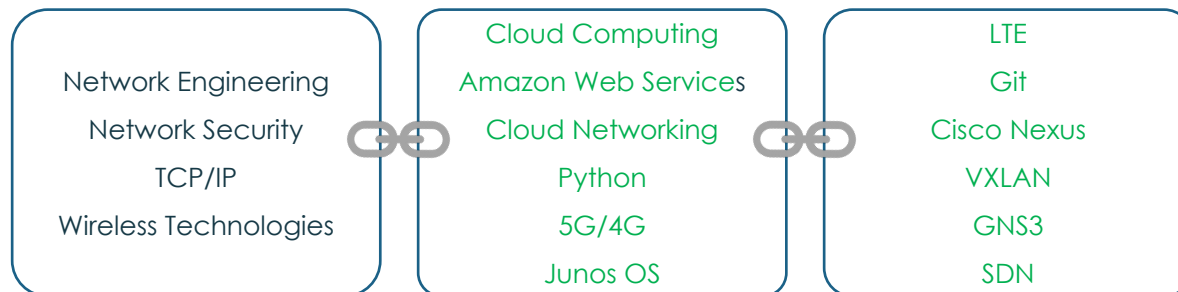 Network Engineering
Network Security
TCP/IP
Wireless Technologies
Cloud Computing
Amazon Web Services
Cloud Networking
Python
5G/4G
Junos OS
LTE
Git
Cisco Nexus
VXLAN
GNS3
SDN